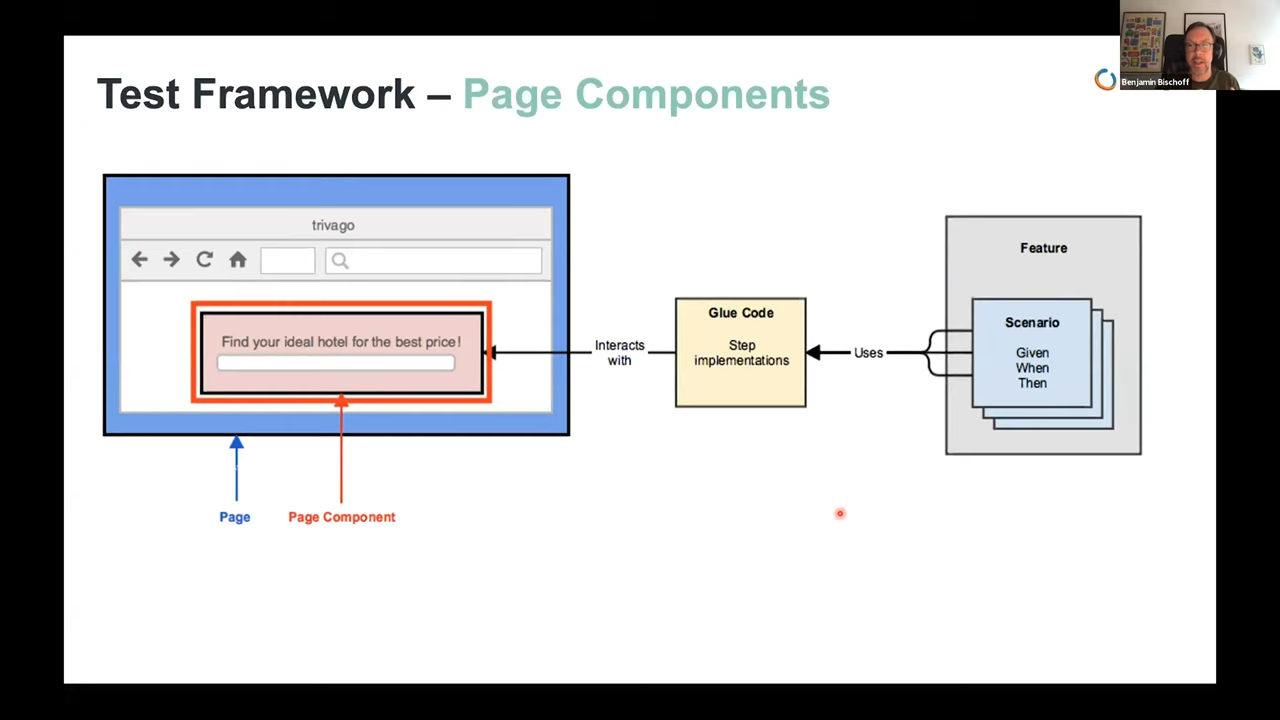 Test Framework – Page Components
Benjamin Bischoff
trivago
Find your ideal hotel for the best price!
Interacts
with
Glue Code
Step
implementations
Uses
Feature
Scenario
Given
When
Then
Page
Page Component